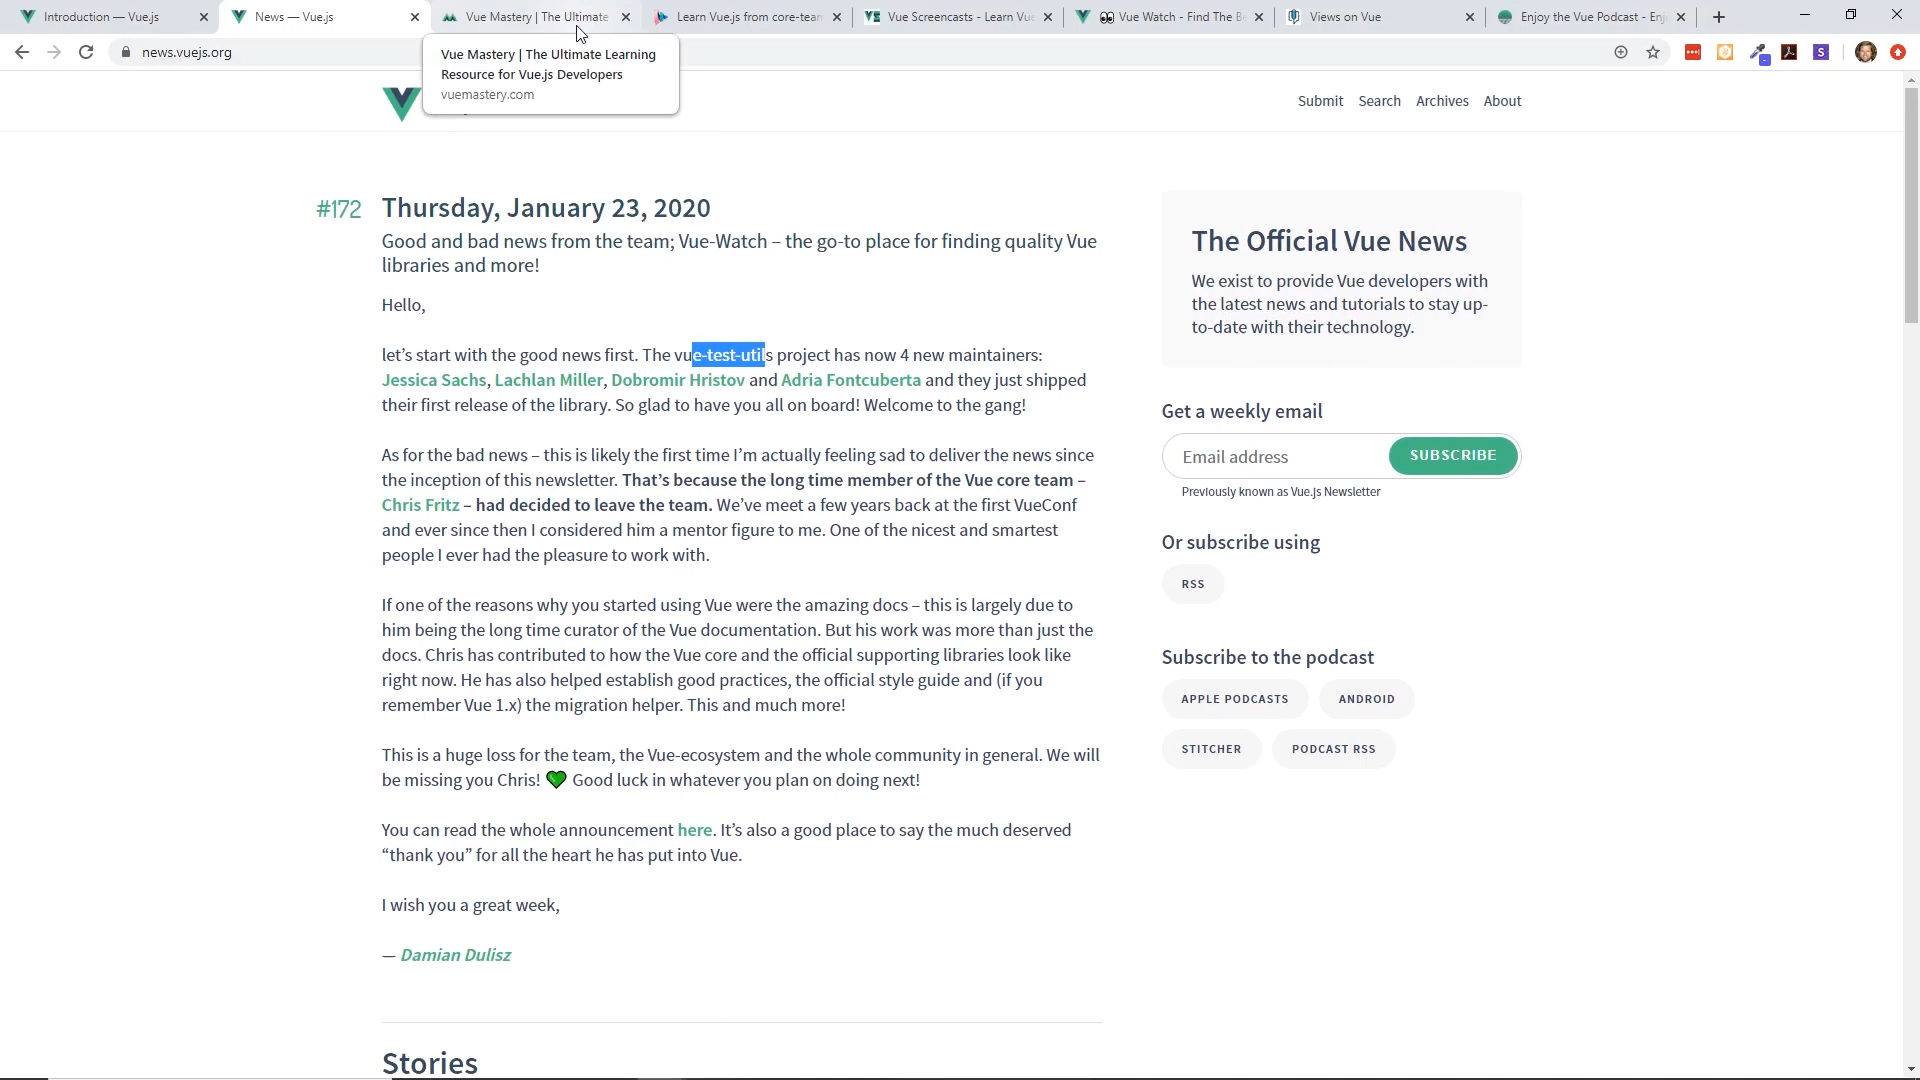 Introduction — Vue.js
News — Vue.js
Vue Mastery | The Ultimate
Learn Vue.js from core-tean
Vue Screencasts - Learn Vue
Vue Watch - Find The B
Views on Vue
Enjoy the Vue Podcast - Enj
news.vuejs.org
Vue Mastery | The Ultimate Learning
Resource for Vue.js Developers
vuemastery.com
Submit
Search
Archives
About
#172
Thursday, January 23, 2020
Good and bad news from the team; Vue-Watch – the go-to place for finding quality Vue
libraries and more!
Hello,
let’s start with the good news first. The vue-test-utils project has now 4 new maintainers:
Jessica Sachs, Lachlan Miller, Dobromir Hristov and Adria Fontcuberta and they just shipped
their first release of the library. So glad to have you all on board! Welcome to the gang!
As for the bad news – this is likely the first time I’m actually feeling sad to deliver the news since
the inception of this newsletter. That’s because the long time member of the Vue core team –
Chris Fritz – had decided to leave the team. We’ve meet a few years back at the first VueConf
and ever since then I considered him a mentor figure to me. One of the nicest and smartest
people I ever had the pleasure to work with.
If one of the reasons why you started using Vue were the amazing docs – this is largely due to
him being the long time curator of the Vue documentation. But his work was more than just the
docs. Chris has contributed to how the Vue core and the official supporting libraries look like
right now. He has also helped establish good practices, the official style guide and (if you
remember Vue 1.x) the migration helper. This and much more!
This is a huge loss for the team, the Vue-ecosystem and the whole community in general. We will
be missing you Chris! 💚 Good luck in whatever you plan on doing next!
You can read the whole announcement here. It’s also a good place to say the much deserved
“thank you” for all the heart he has put into Vue.
I wish you a great week,
— Damian Dulisz
Stories
The Official Vue News
We exist to provide Vue developers with
the latest news and tutorials to stay up-
to-date with their technology.
Get a weekly email
Email address
SUBSCRIBE
Previously known as Vue.js Newsletter
Or subscribe using
RSS
Subscribe to the podcast
APPLE PODCASTS
ANDROID
STITCHER
PODCAST RSS